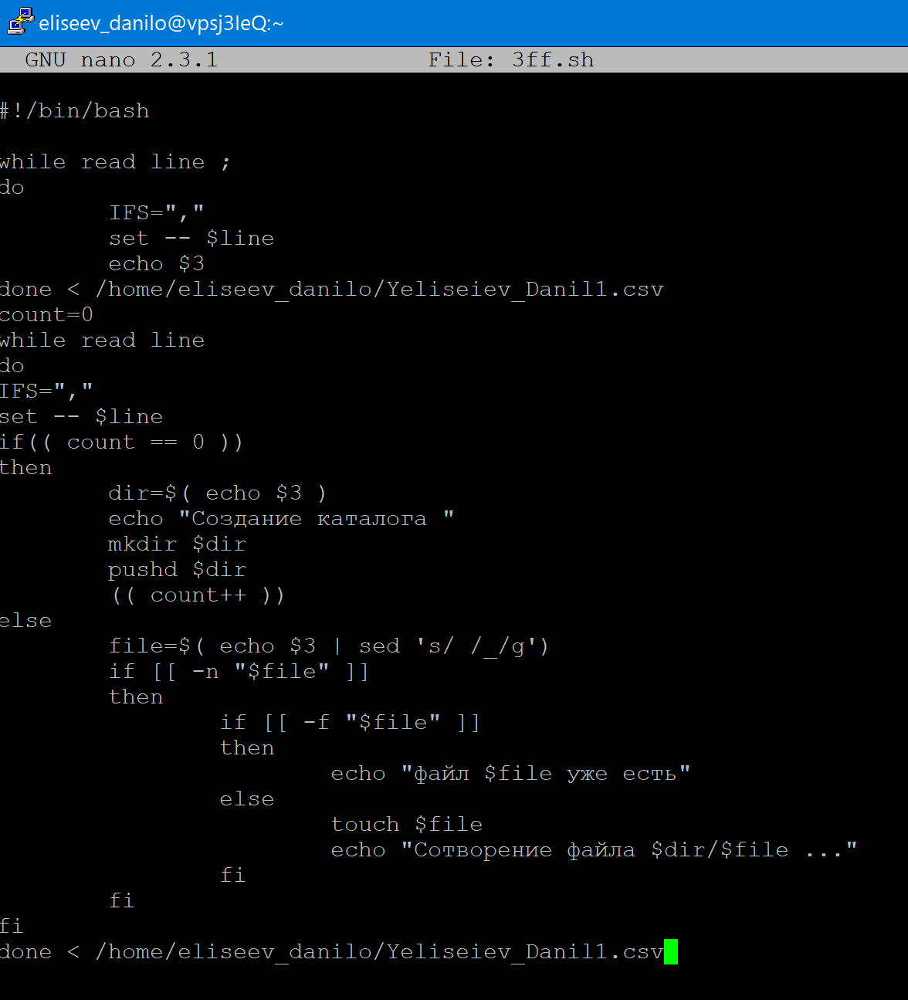 eliseev_danilo@vpsj3IeQ:~
GNU nano 2.3.1 File: 3ff.sh
#!/bin/bash
while read line ;
do
IFS=","
set -- $line
echo $3
done < /home/eliseev_danilo/Yeliseiev_Danil1.csv
count=0
while read line
do
IFS=","
set -- $line
if(( count == 0 ))
then
dir=$( echo $3 )
echo "Создание каталога "
mkdir $dir
pushd $dir
(( count++ ))
else
file=$( echo $3 | sed 's/ /_/g')
if [[ -n "$file" ]]
then
if [[ -f "$file" ]]
then
echo "файл $file уже есть"
else
touch $file
echo "Сотворение файла $dir/$file ..."
fi
fi
fi
done < /home/eliseev_danilo/Yeliseiev_Danil1.csv